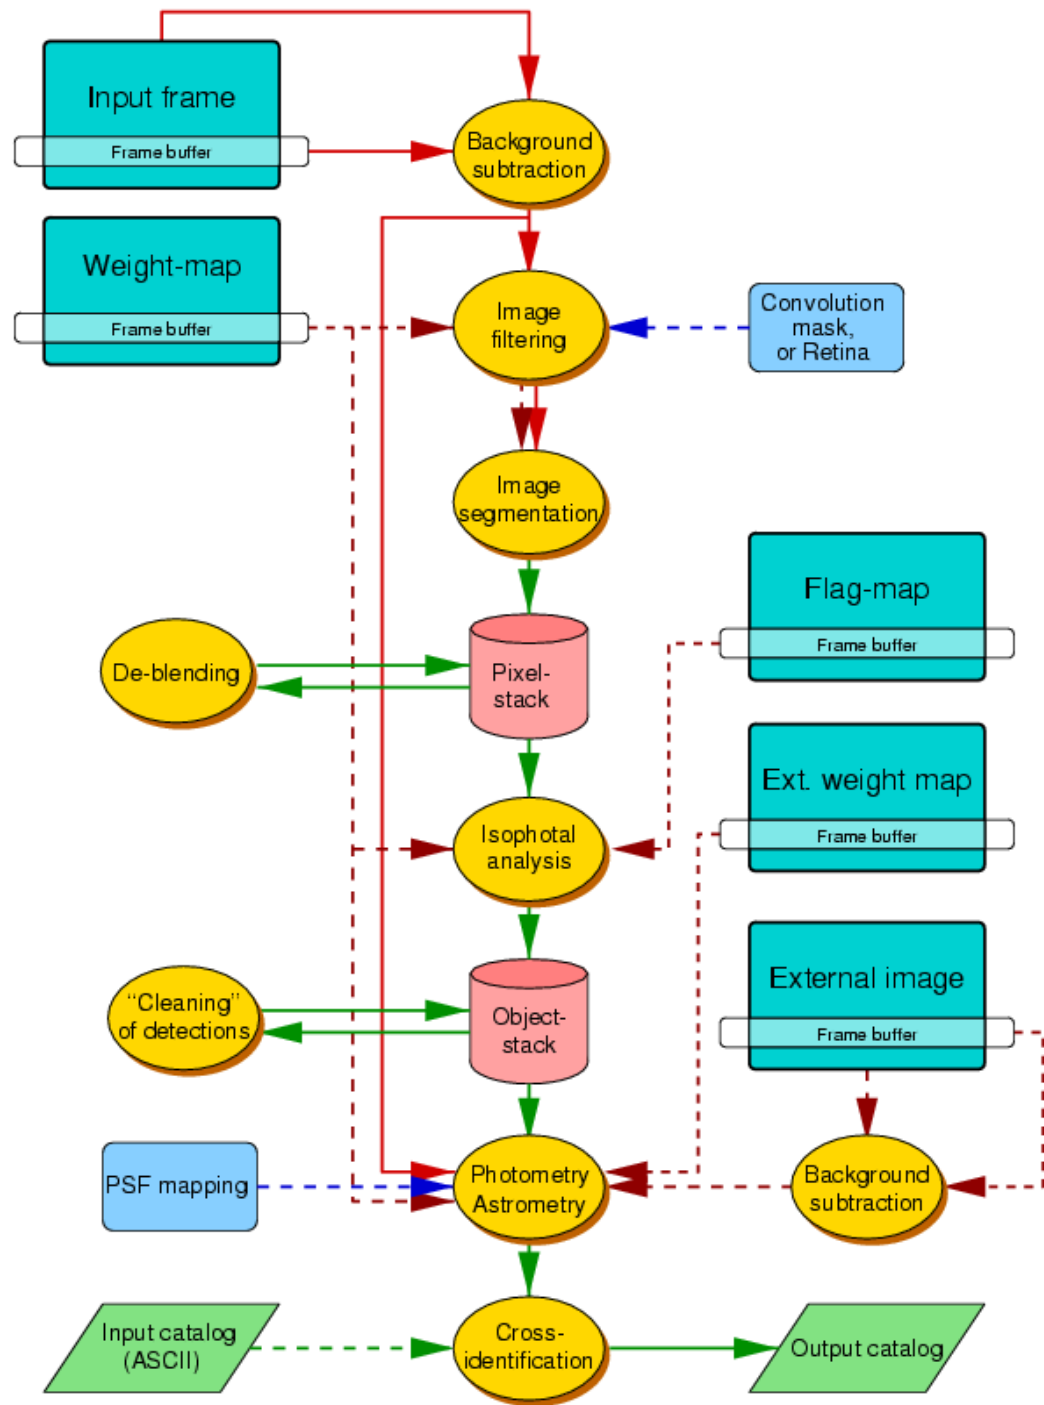 Input frame
Frame buffer
Background
subtraction
Weight-map
Frame buffer
Image
filtering
Convolution
mask,
or Retina
Image
segmentation
Flag-map
Frame buffer
De-blending
Pixel-
stack
Ext. weight map
Frame buffer
Isophotal
analysis
External image
Frame buffer
“Cleaning”
of detections
Object-
stack
PSF mapping
Photometry
Astrometry
Background
subtraction
Input catalog
(ASCII)
Cross-
identification
Output catalog